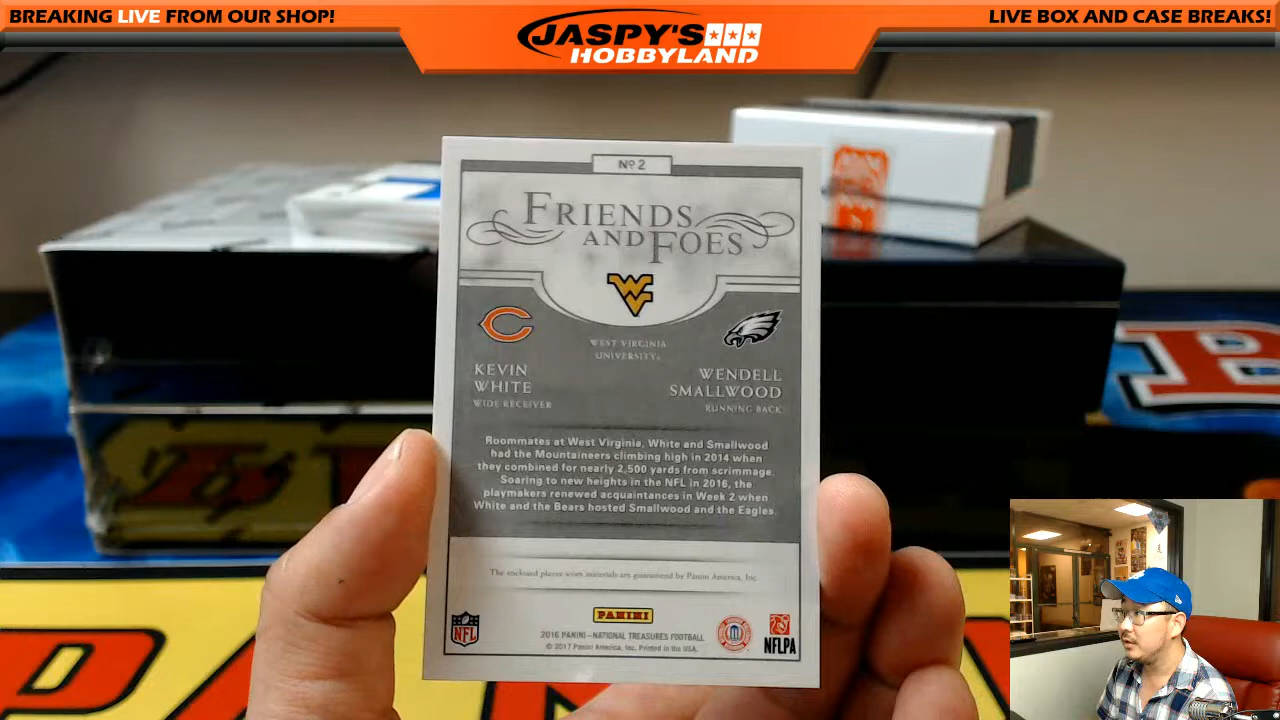 BREAKING LIVE FROM OUR SHOP!
JASPY'S
HOBBYLAND
LIVE BOX AND CASE BREAKS!
Nº 2
FRIENDS
AND FOES
WV
C
WEST VIRGINIA
UNIVERSITY
KEVIN
WHITE
WIDE RECEIVER
WENDELL
SMALLWOOD
RUNNING BACK
Roommates at West Virginia, White and Smallwood
had the Mountaineers climbing high in 2014 when
they combined for nearly 2,500 yards from scrimmage.
Soaring to new heights in the NFL in 2016, the
playmakers renewed acquaintances in Week 2 when
White and the Bears hosted Smallwood and the Eagles.
The enclosed player worn materials are guaranteed by Panini America, Inc
PANINI
NFL
2016 PANINI – NATIONAL TREASURES FOOTBALL
© 2017 Panini America, Inc. Printed in the USA.
NFLPA